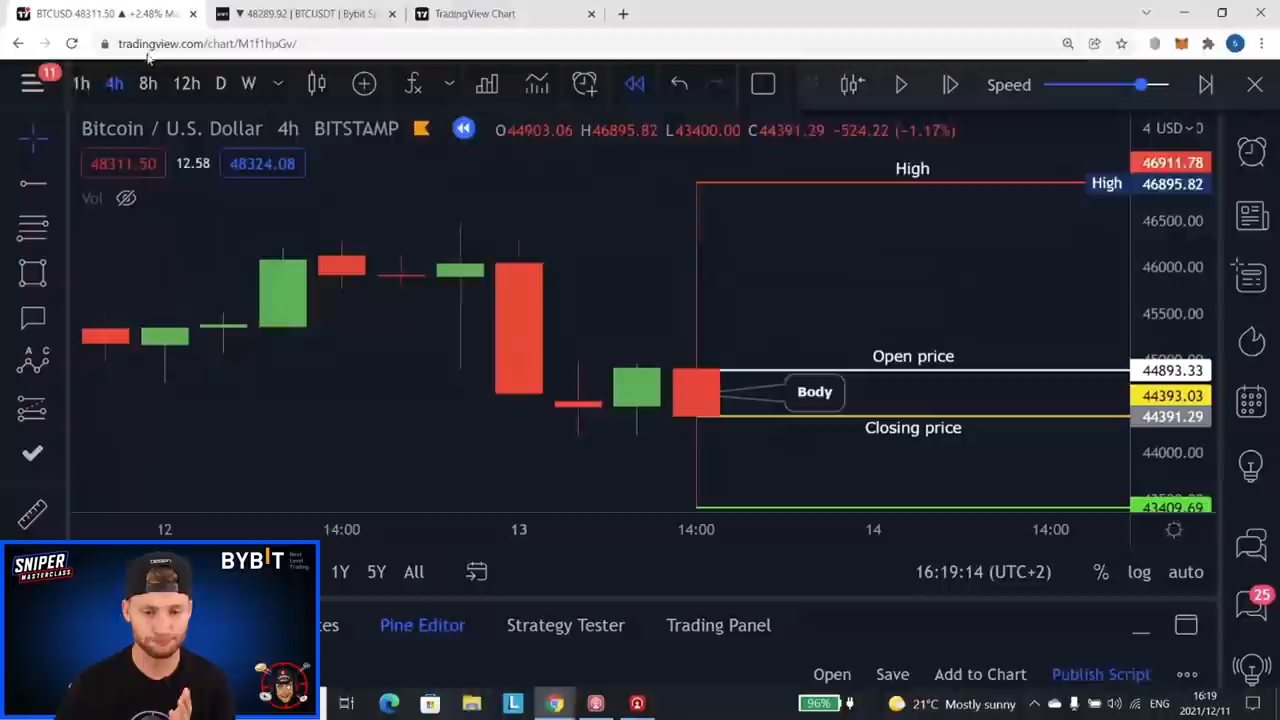 BTCUSD 48311.50 ▲ +2.48%
▼ 48289.92 | BTCUSDT | Bybit
TradingView Chart
tradingview.com/chart/M1f1hpGv/
11
1h 4h 8h 12h D W
Speed
Bitcoin / U.S. Dollar 4h BITSTAMP
O44903.06 H46895.82 L43400.00 C44391.29 −524.22 (−1.17%)
4 USD 0
48311.50 12.58 48324.08
Vol
High
46911.78
High 46895.82
46500.00
46000.00
45500.00
Open price
44893.33
Body
44393.03
44391.29
Closing price
44000.00
43409.69
12 14:00 13 14:00 14 14:00
1Y 5Y All
16:19:14 (UTC+2) % log auto
25
SNIPER
MASTERCLASS
BYBIT
Next
Level
Trading
Pine Editor Strategy Tester Trading Panel
Open Save Add to Chart Publish Script
L
96%
21°C Mostly sunny
ENG
16:19
2021/12/11